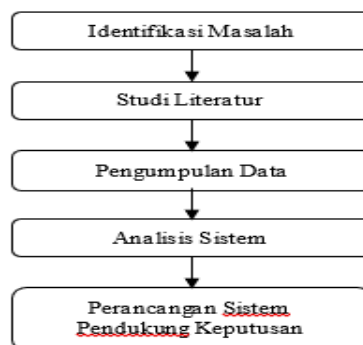 Identifikasi Masalah
Studi Literatur
Pengumpulan Data
Analisis Sistem
Perancangan Sistem
Pendukung Keputusan